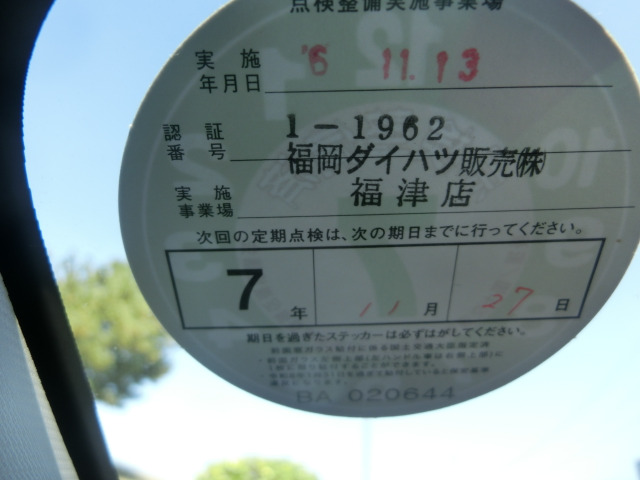 点検整備実施事業場
実施 '6 11.13
年月日
認証 1-1962
番号 福岡ダイハツ販売㈱
実施 福津店
事業場
次回の定期点検は、次の期日までに行ってください。
7年 11月 27日
期日を過ぎたステッカーは必ずはがしてください。
BA 020644